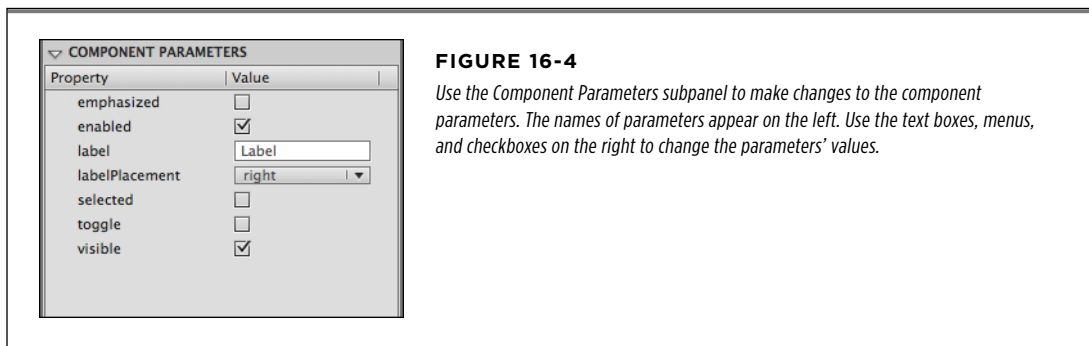 COMPONENT PARAMETERS
Property Value
emphasized
enabled
label Label
labelPlacement right
selected
toggle
visible
FIGURE 16-4
Use the Component Parameters subpanel to make changes to the component
parameters. The names of parameters appear on the left. Use the text boxes, menus,
and checkboxes on the right to change the parameters’ values.